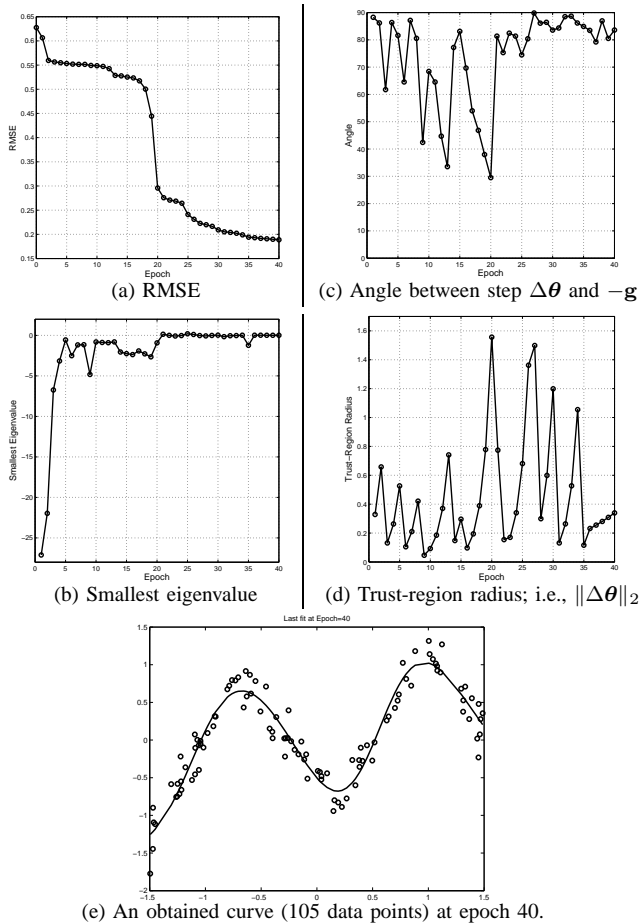 0.65
0.6
0.55
0.5
0.45
0.4
0.35
0.3
0.25
0.2
0.15
RMSE
0 5 10 15 20 25 30 35 40
Epoch
(a) RMSE
90
80
70
60
50
40
30
20
10
0
Angle
0 5 10 15 20 25 30 35 40
Epoch
(c) Angle between step Δθ and −g
0
−5
−10
−15
−20
−25
Smallest Eigenvalue
0 5 10 15 20 25 30 35 40
Epoch
(b) Smallest eigenvalue
1.6
1.4
1.2
1
0.8
0.6
0.4
0.2
0
Trust−Region Radius
0 5 10 15 20 25 30 35 40
Epoch
(d) Trust-region radius; i.e., ‖Δθ‖₂
Last fit at Epoch=40
1.5
1
0.5
0
−0.5
−1
−1.5
−2
−1.5 −1 −0.5 0 0.5 1 1.5
(e) An obtained curve (105 data points) at epoch 40.